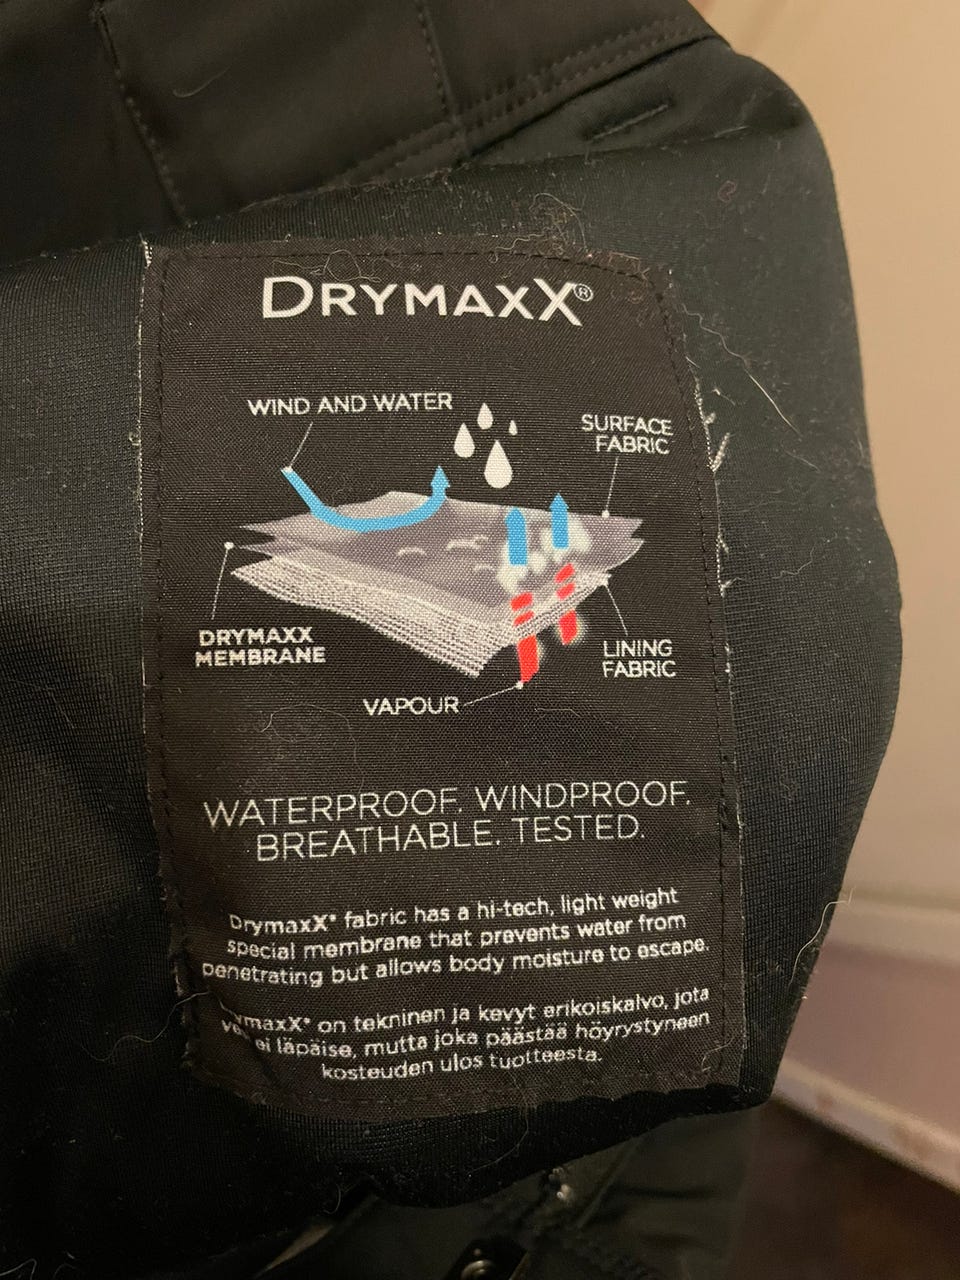 DRYMAXX®
WIND AND WATER
SURFACE
FABRIC
DRYMAXX
MEMBRANE
LINING
FABRIC
VAPOUR
WATERPROOF. WINDPROOF.
BREATHABLE. TESTED.
DrymaxX® fabric has a hi-tech, light weight
special membrane that prevents water from
penetrating but allows body moisture to escape.
ymaxX® on tekninen ja kevyt erikoiskalvo, jota
ei läpäise, mutta joka päästää höyrystyneen
kosteuden ulos tuotteesta.